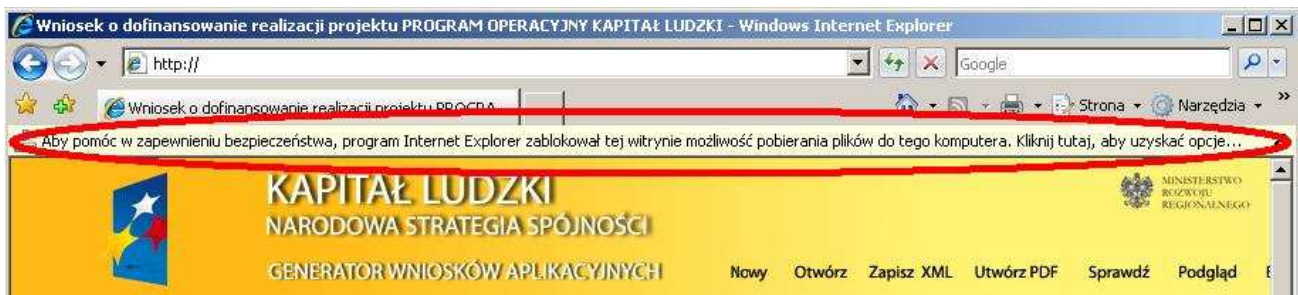 Wniosek o dofinansowanie realizacji projektu PROGRAM OPERACYJNY KAPITAŁ LUDZKI - Windows Internet Explorer
http://
Google
Wniosek o dofinansowanie realizacji projektu PROGRA
Strona
Narzędzia
Aby pomóc w zapewnieniu bezpieczeństwa, program Internet Explorer zablokował tej witrynie możliwość pobierania plików do tego komputera. Kliknij tutaj, aby uzyskać opcje...
KAPITAŁ LUDZKI
NARODOWA STRATEGIA SPÓJNOŚCI
MINISTERSTWO
ROZWOJU
REGIONALNEGO
GENERATOR WNIOSKÓW APLIKACYJNYCH
Nowy Otwórz Zapisz XML Utwórz PDF Sprawdź Podgląd